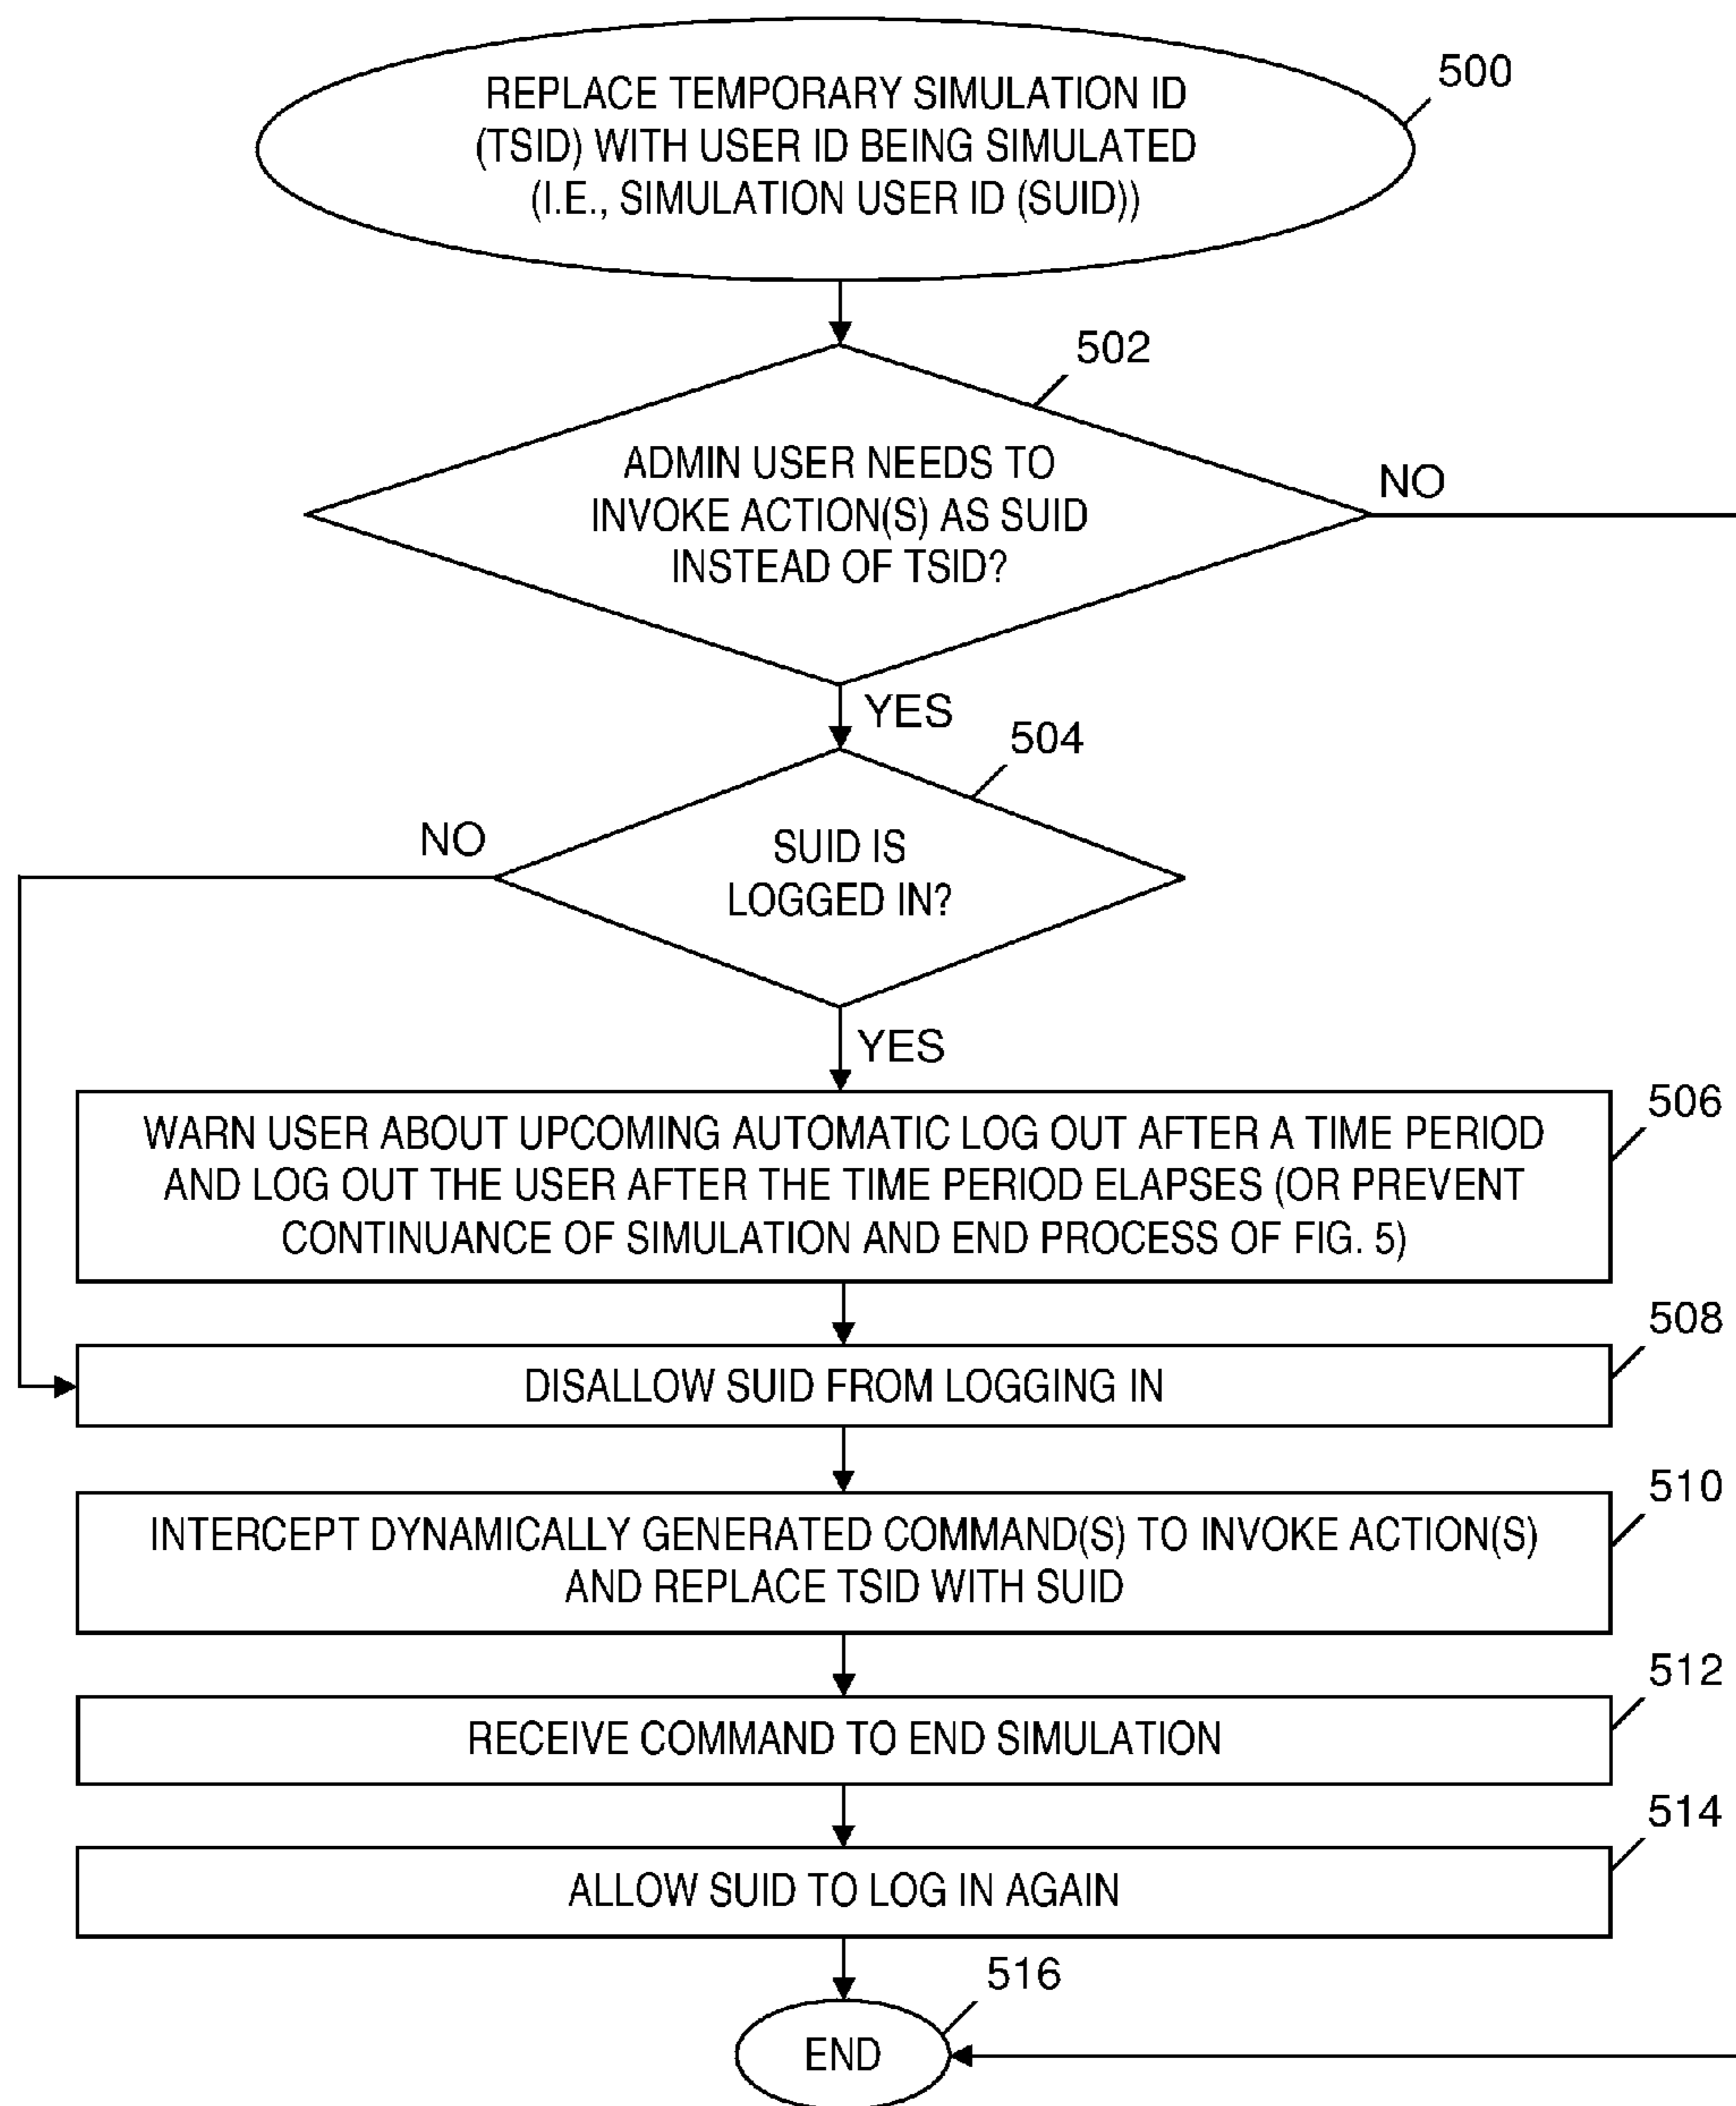 REPLACE TEMPORARY SIMULATION ID
(TSID) WITH USER ID BEING SIMULATED
(I.E., SIMULATION USER ID (SUID))
500
502
ADMIN USER NEEDS TO
INVOKE ACTION(S) AS SUID
INSTEAD OF TSID?
NO
YES
504
NO
SUID IS
LOGGED IN?
YES
506
WARN USER ABOUT UPCOMING AUTOMATIC LOG OUT AFTER A TIME PERIOD
AND LOG OUT THE USER AFTER THE TIME PERIOD ELAPSES (OR PREVENT
CONTINUANCE OF SIMULATION AND END PROCESS OF FIG. 5)
508
DISALLOW SUID FROM LOGGING IN
510
INTERCEPT DYNAMICALLY GENERATED COMMAND(S) TO INVOKE ACTION(S)
AND REPLACE TSID WITH SUID
512
RECEIVE COMMAND TO END SIMULATION
514
ALLOW SUID TO LOG IN AGAIN
516
END